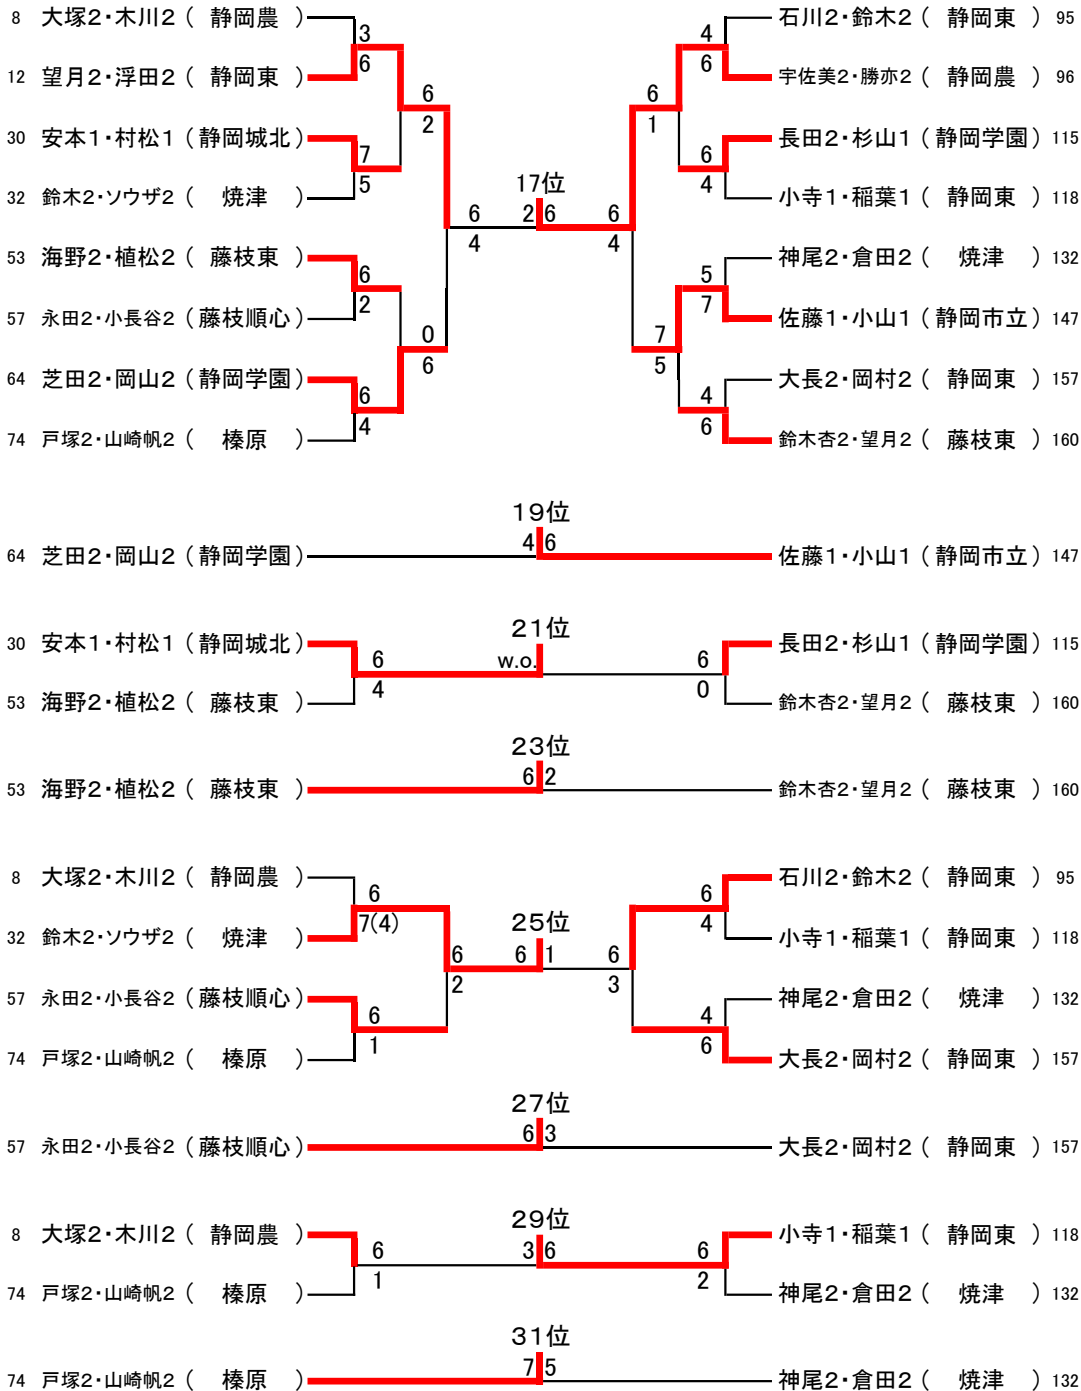 8 大塚2・木川2 ( 静岡農 ) 石川2・鈴木2 ( 静岡東 ) 95
3 4
6 6
12 望月2・浮田2 ( 静岡東 ) 宇佐美2・勝亦2 ( 静岡農 ) 96
6 6
2 1
30 安本1・村松1 ( 静岡城北 ) 長田2・杉山1 ( 静岡学園 ) 115
7 6
5 4
17位
32 鈴木2・ソウザ2 ( 焼津 ) 小寺1・稲葉1 ( 静岡東 ) 118
6 2 6 6
4 4
53 海野2・植松2 ( 藤枝東 ) 神尾2・倉田2 ( 焼津 ) 132
6 5
2 7
57 永田2・小長谷2 ( 藤枝順心 ) 佐藤1・小山1 ( 静岡市立 ) 147
0 7
6 5
64 芝田2・岡山2 ( 静岡学園 ) 大長2・岡村2 ( 静岡東 ) 157
6 4
4 6
74 戸塚2・山崎帆2 ( 榛原 ) 鈴木杏2・望月2 ( 藤枝東 ) 160
19位
4 6
64 芝田2・岡山2 ( 静岡学園 ) 佐藤1・小山1 ( 静岡市立 ) 147
21位
30 安本1・村松1 ( 静岡城北 ) 長田2・杉山1 ( 静岡学園 ) 115
6 w.o. 6
4 0
53 海野2・植松2 ( 藤枝東 ) 鈴木杏2・望月2 ( 藤枝東 ) 160
23位
6 2
53 海野2・植松2 ( 藤枝東 ) 鈴木杏2・望月2 ( 藤枝東 ) 160
8 大塚2・木川2 ( 静岡農 ) 石川2・鈴木2 ( 静岡東 ) 95
6 6
7(4) 25位 4
32 鈴木2・ソウザ2 ( 焼津 ) 小寺1・稲葉1 ( 静岡東 ) 118
6 6 1 6
2 3
57 永田2・小長谷2 ( 藤枝順心 ) 神尾2・倉田2 ( 焼津 ) 132
6 4
1 6
74 戸塚2・山崎帆2 ( 榛原 ) 大長2・岡村2 ( 静岡東 ) 157
27位
6 3
57 永田2・小長谷2 ( 藤枝順心 ) 大長2・岡村2 ( 静岡東 ) 157
29位
8 大塚2・木川2 ( 静岡農 ) 小寺1・稲葉1 ( 静岡東 ) 118
6 3 6 6
1 2
74 戸塚2・山崎帆2 ( 榛原 ) 神尾2・倉田2 ( 焼津 ) 132
31位
7 5
74 戸塚2・山崎帆2 ( 榛原 ) 神尾2・倉田2 ( 焼津 ) 132